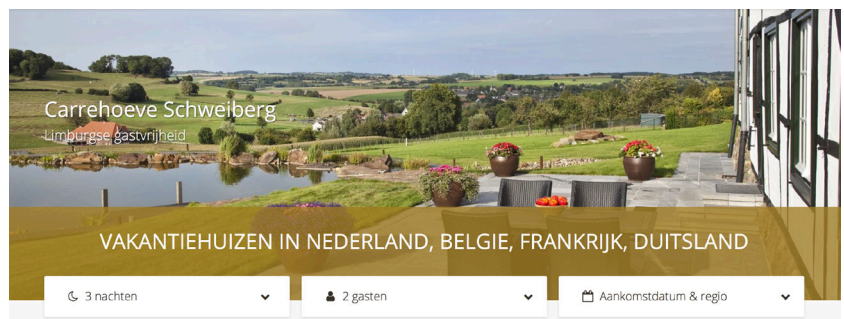 Carrehoeve Schweiberg
Limburgse gastvrijheid
VAKANTIEHUIZEN IN NEDERLAND, BELGIE, FRANKRIJK, DUITSLAND
3 nachten
2 gasten
Aankomstdatum & regio